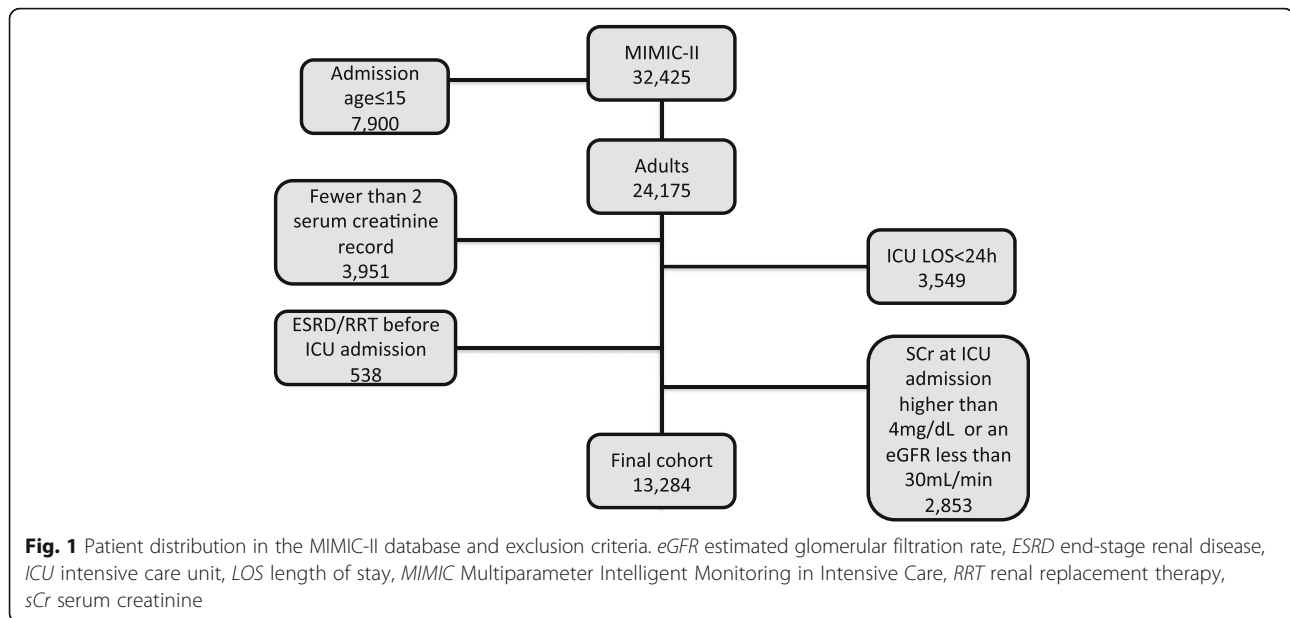 MIMIC-II
32,425
Admission
age≤15
7,900
Adults
24,175
Fewer than 2
serum creatinine
record
3,951
ICU LOS<24h
3,549
ESRD/RRT before
ICU admission
538
SCr at ICU
admission
higher than
4mg/dL or an
eGFR less than
30mL/min
2,853
Final cohort
13,284
Fig. 1 Patient distribution in the MIMIC-II database and exclusion criteria. eGFR estimated glomerular filtration rate, ESRD end-stage renal disease,
ICU intensive care unit, LOS length of stay, MIMIC Multiparameter Intelligent Monitoring in Intensive Care, RRT renal replacement therapy,
sCr serum creatinine